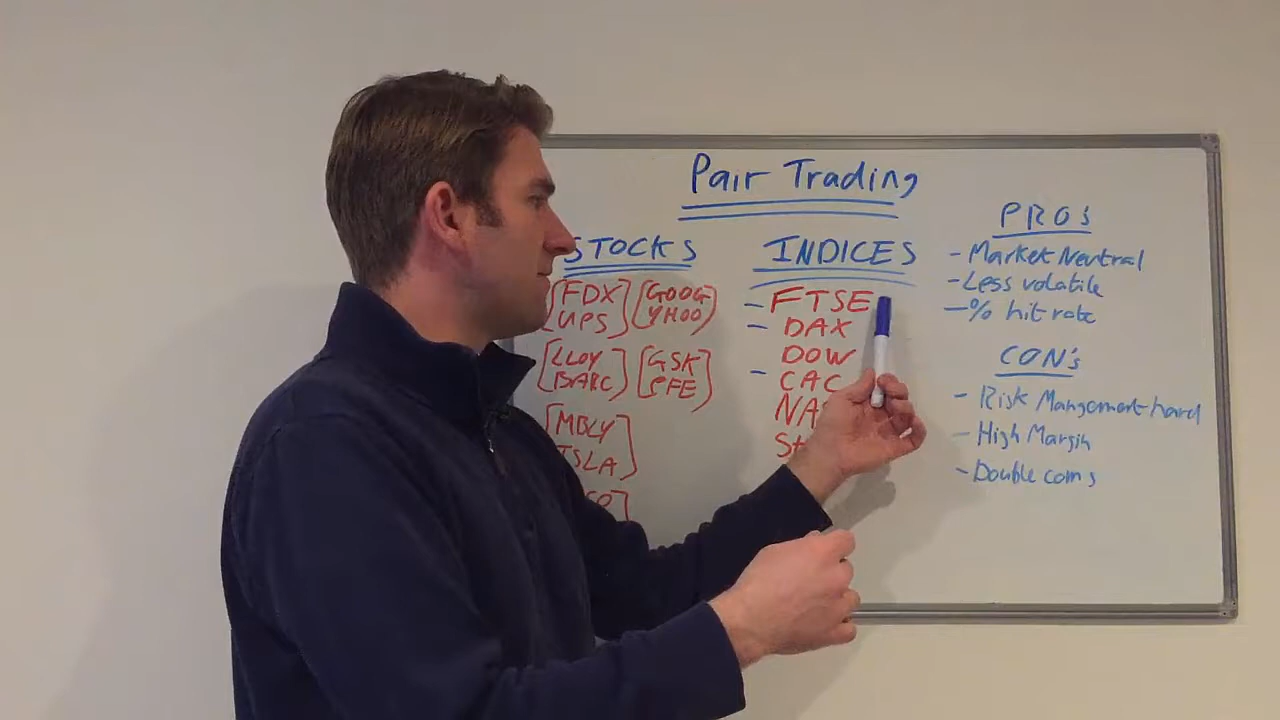 Pair Trading
STOCKS
[FDX] [GOOG]
UPS YHOO
[LLOY] [GSK]
BARC PFE
[MBLY]
TSLA
INDICES
- FTSE
- DAX
DOW
- CAC
PROS
- Market Neutral
- Less volatile
- % hit rate
CON's
- Risk Mangement hard
- High Margin
- Double coms